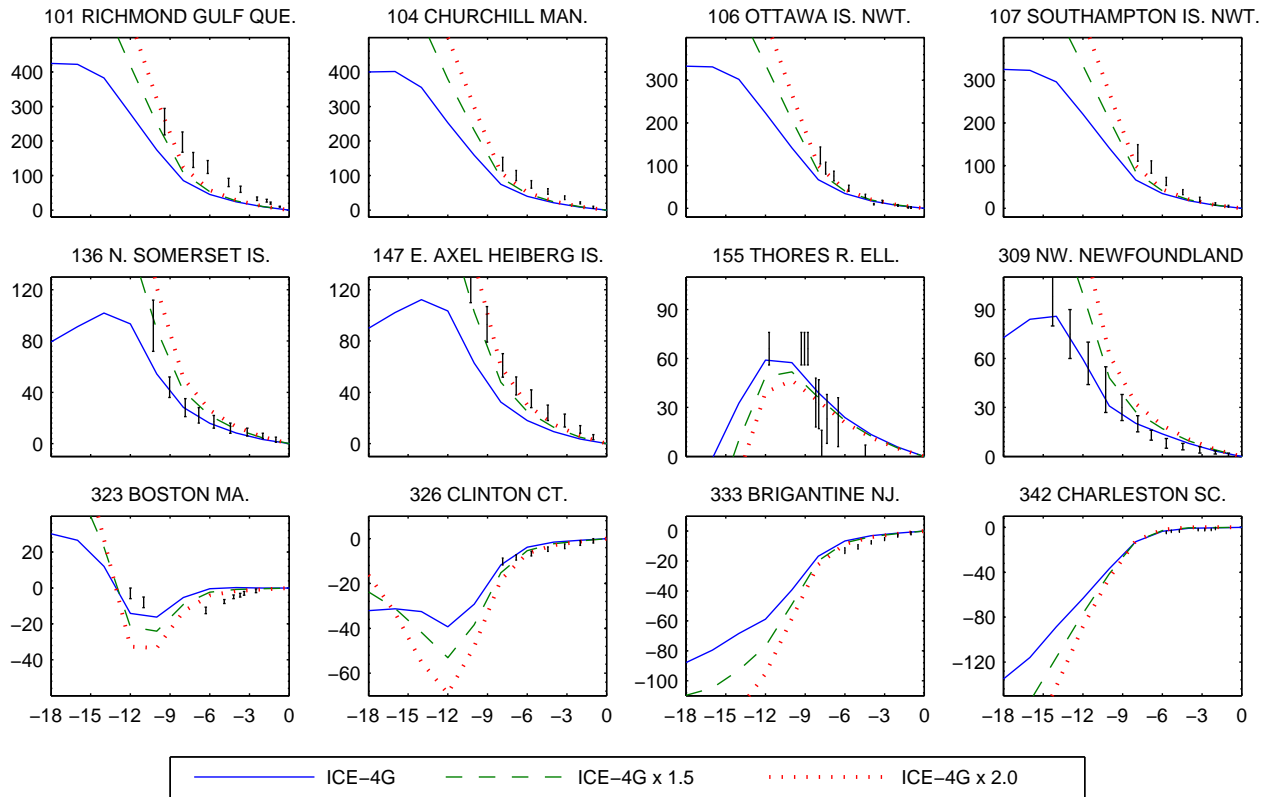 101 RICHMOND GULF QUE.
104 CHURCHILL MAN.
106 OTTAWA IS. NWT.
107 SOUTHAMPTON IS. NWT.
400
300
200
100
0
400
300
200
100
0
300
200
100
0
300
200
100
0
136 N. SOMERSET IS.
147 E. AXEL HEIBERG IS.
155 THORES R. ELL.
309 NW. NEWFOUNDLAND
120
80
40
0
120
80
40
0
90
60
30
0
90
60
30
0
323 BOSTON MA.
326 CLINTON CT.
333 BRIGANTINE NJ.
342 CHARLESTON SC.
20
0
−20
−40
0
−20
−40
−60
0
−20
−40
−60
−80
−100
0
−40
−80
−120
−18 −15 −12 −9 −6 −3 0
−18 −15 −12 −9 −6 −3 0
−18 −15 −12 −9 −6 −3 0
−18 −15 −12 −9 −6 −3 0
ICE−4G
ICE−4G x 1.5
ICE−4G x 2.0